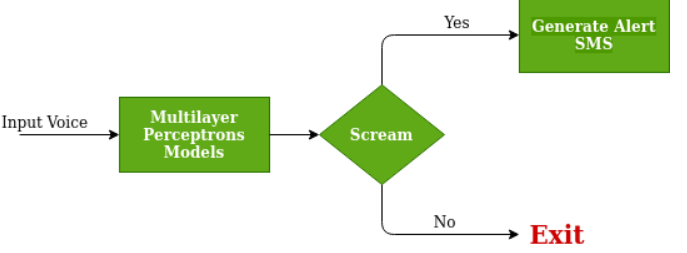 Yes
Generate Alert
SMS
Input Voice
Multilayer
Perceptrons
Models
Scream
No
Exit